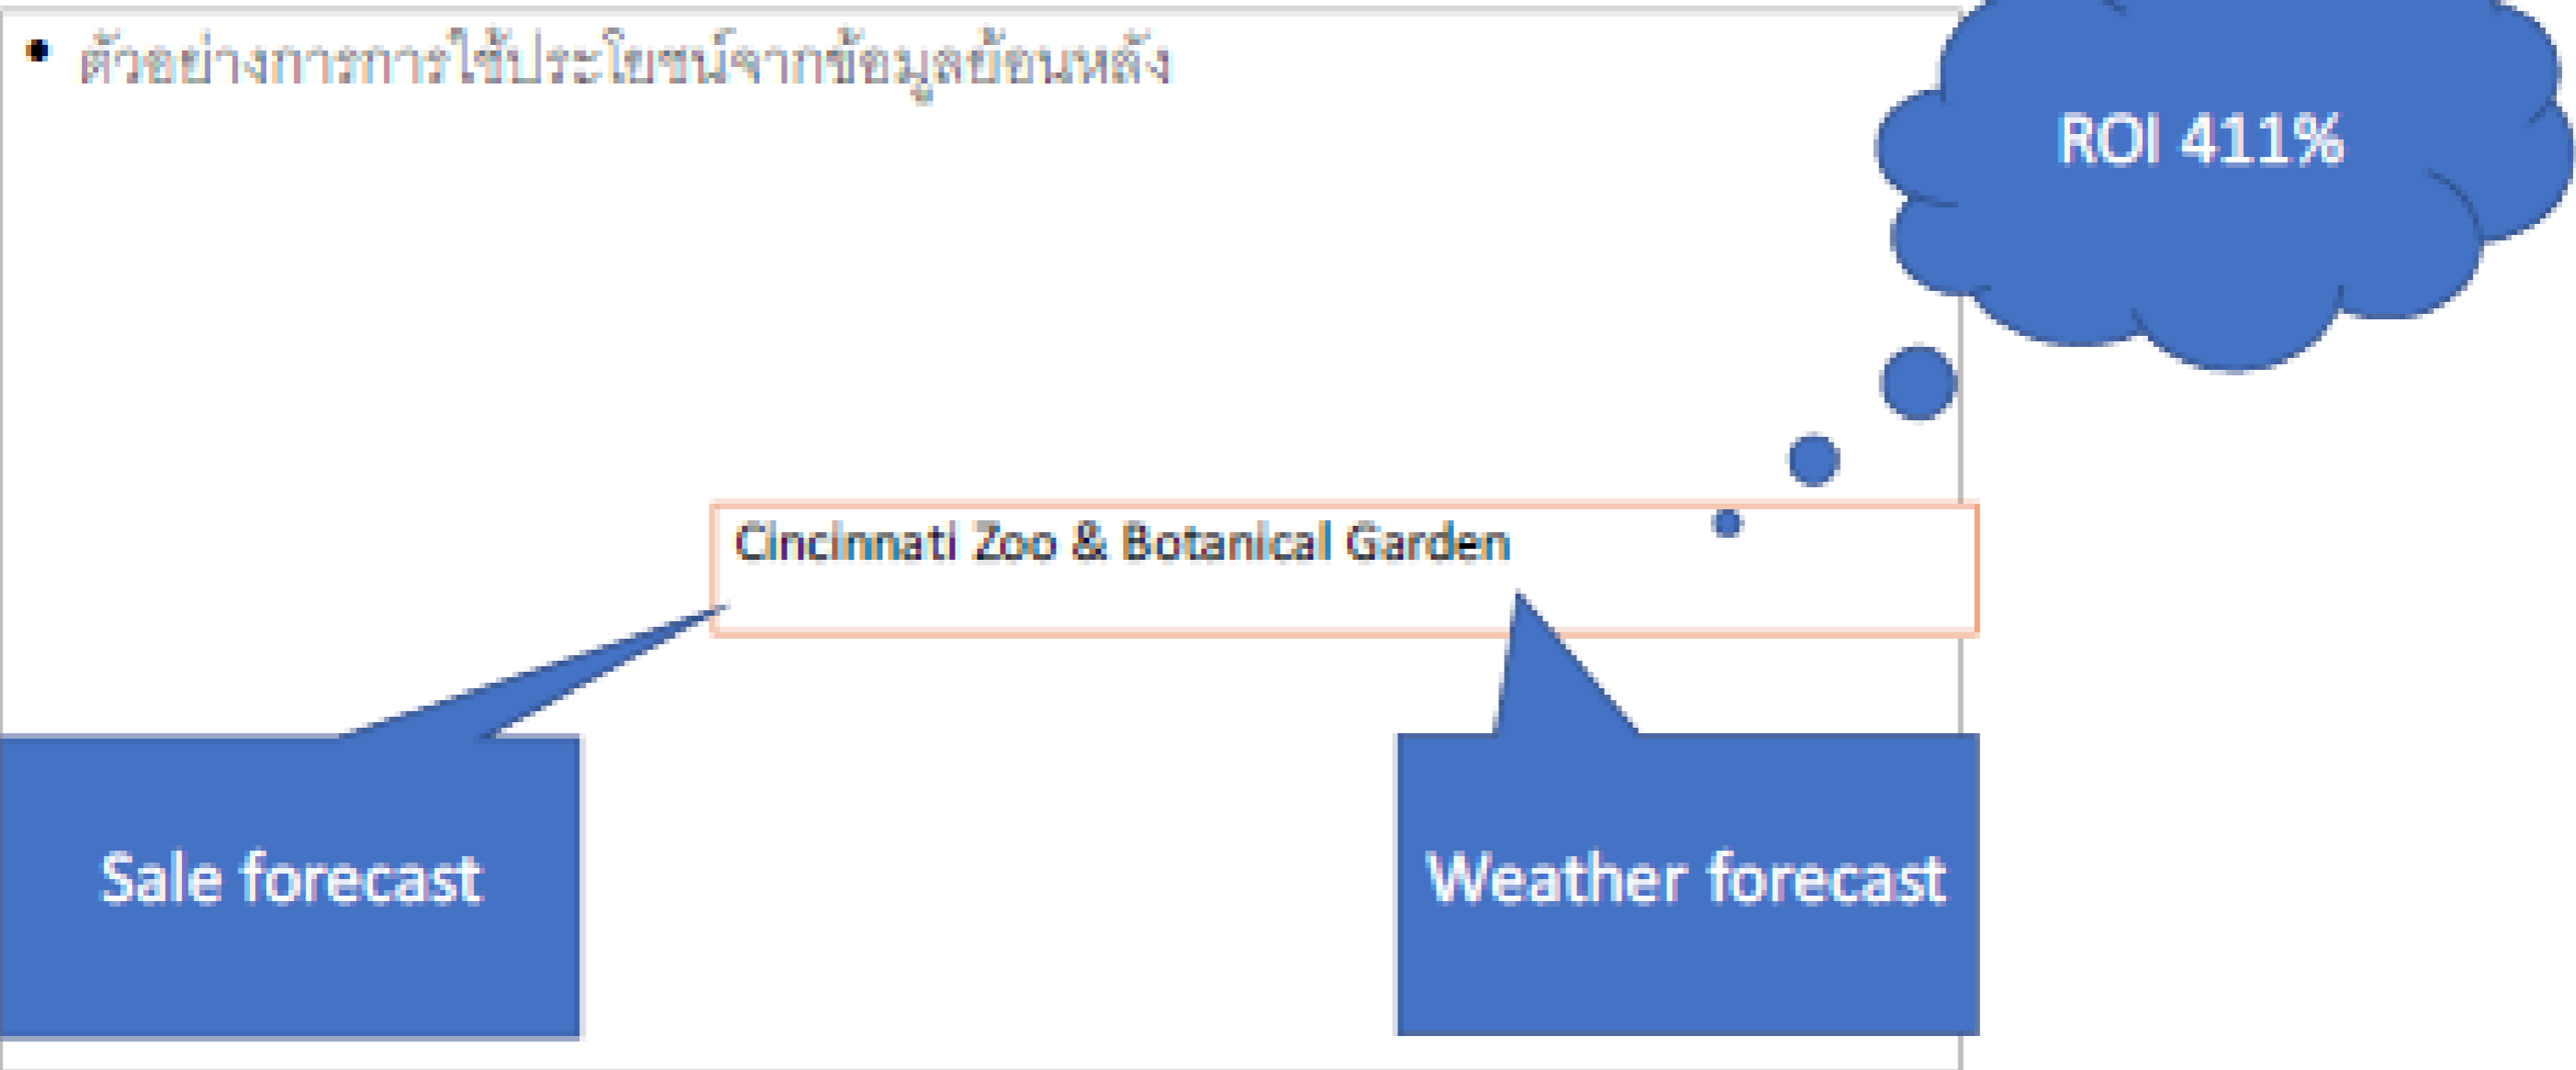 • ตัวอย่างการการใช้ประโยชน์จากข้อมูลย้อนหลัง
ROI 411%
Cincinnati Zoo & Botanical Garden
Sale forecast
Weather forecast